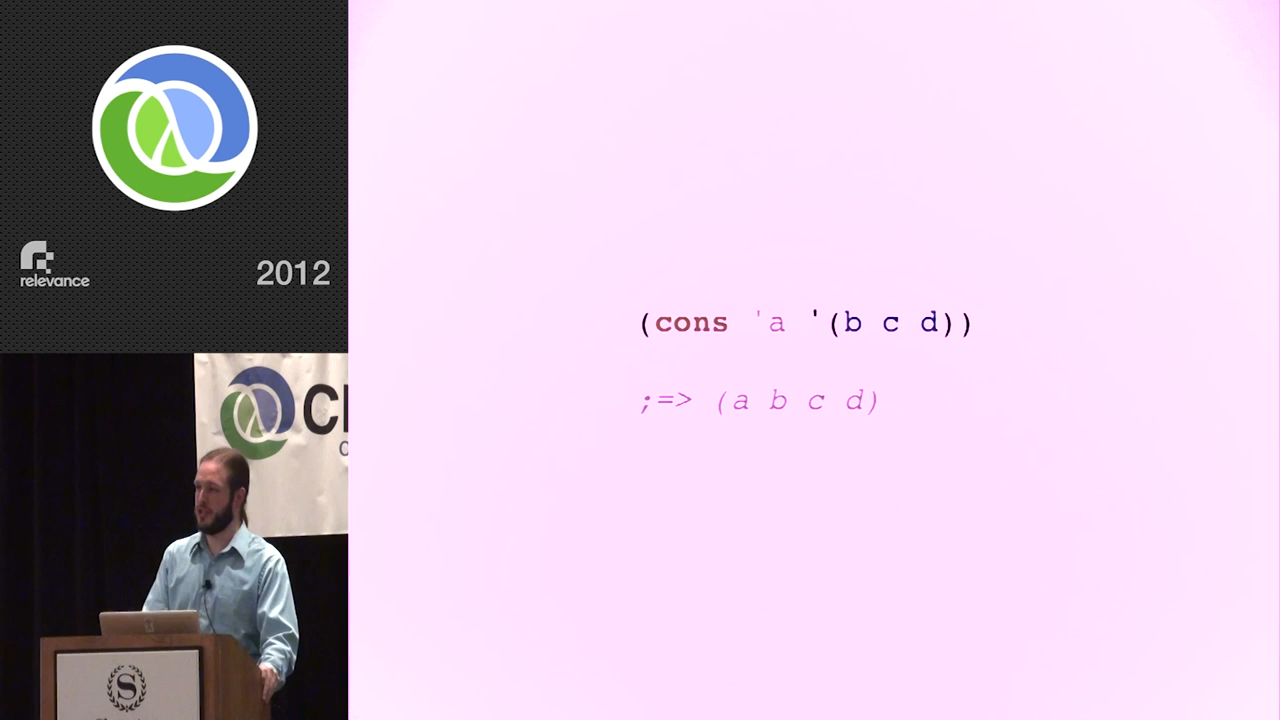 relevance
2012
(cons 'a '(b c d))
;=> (a b c d)
S